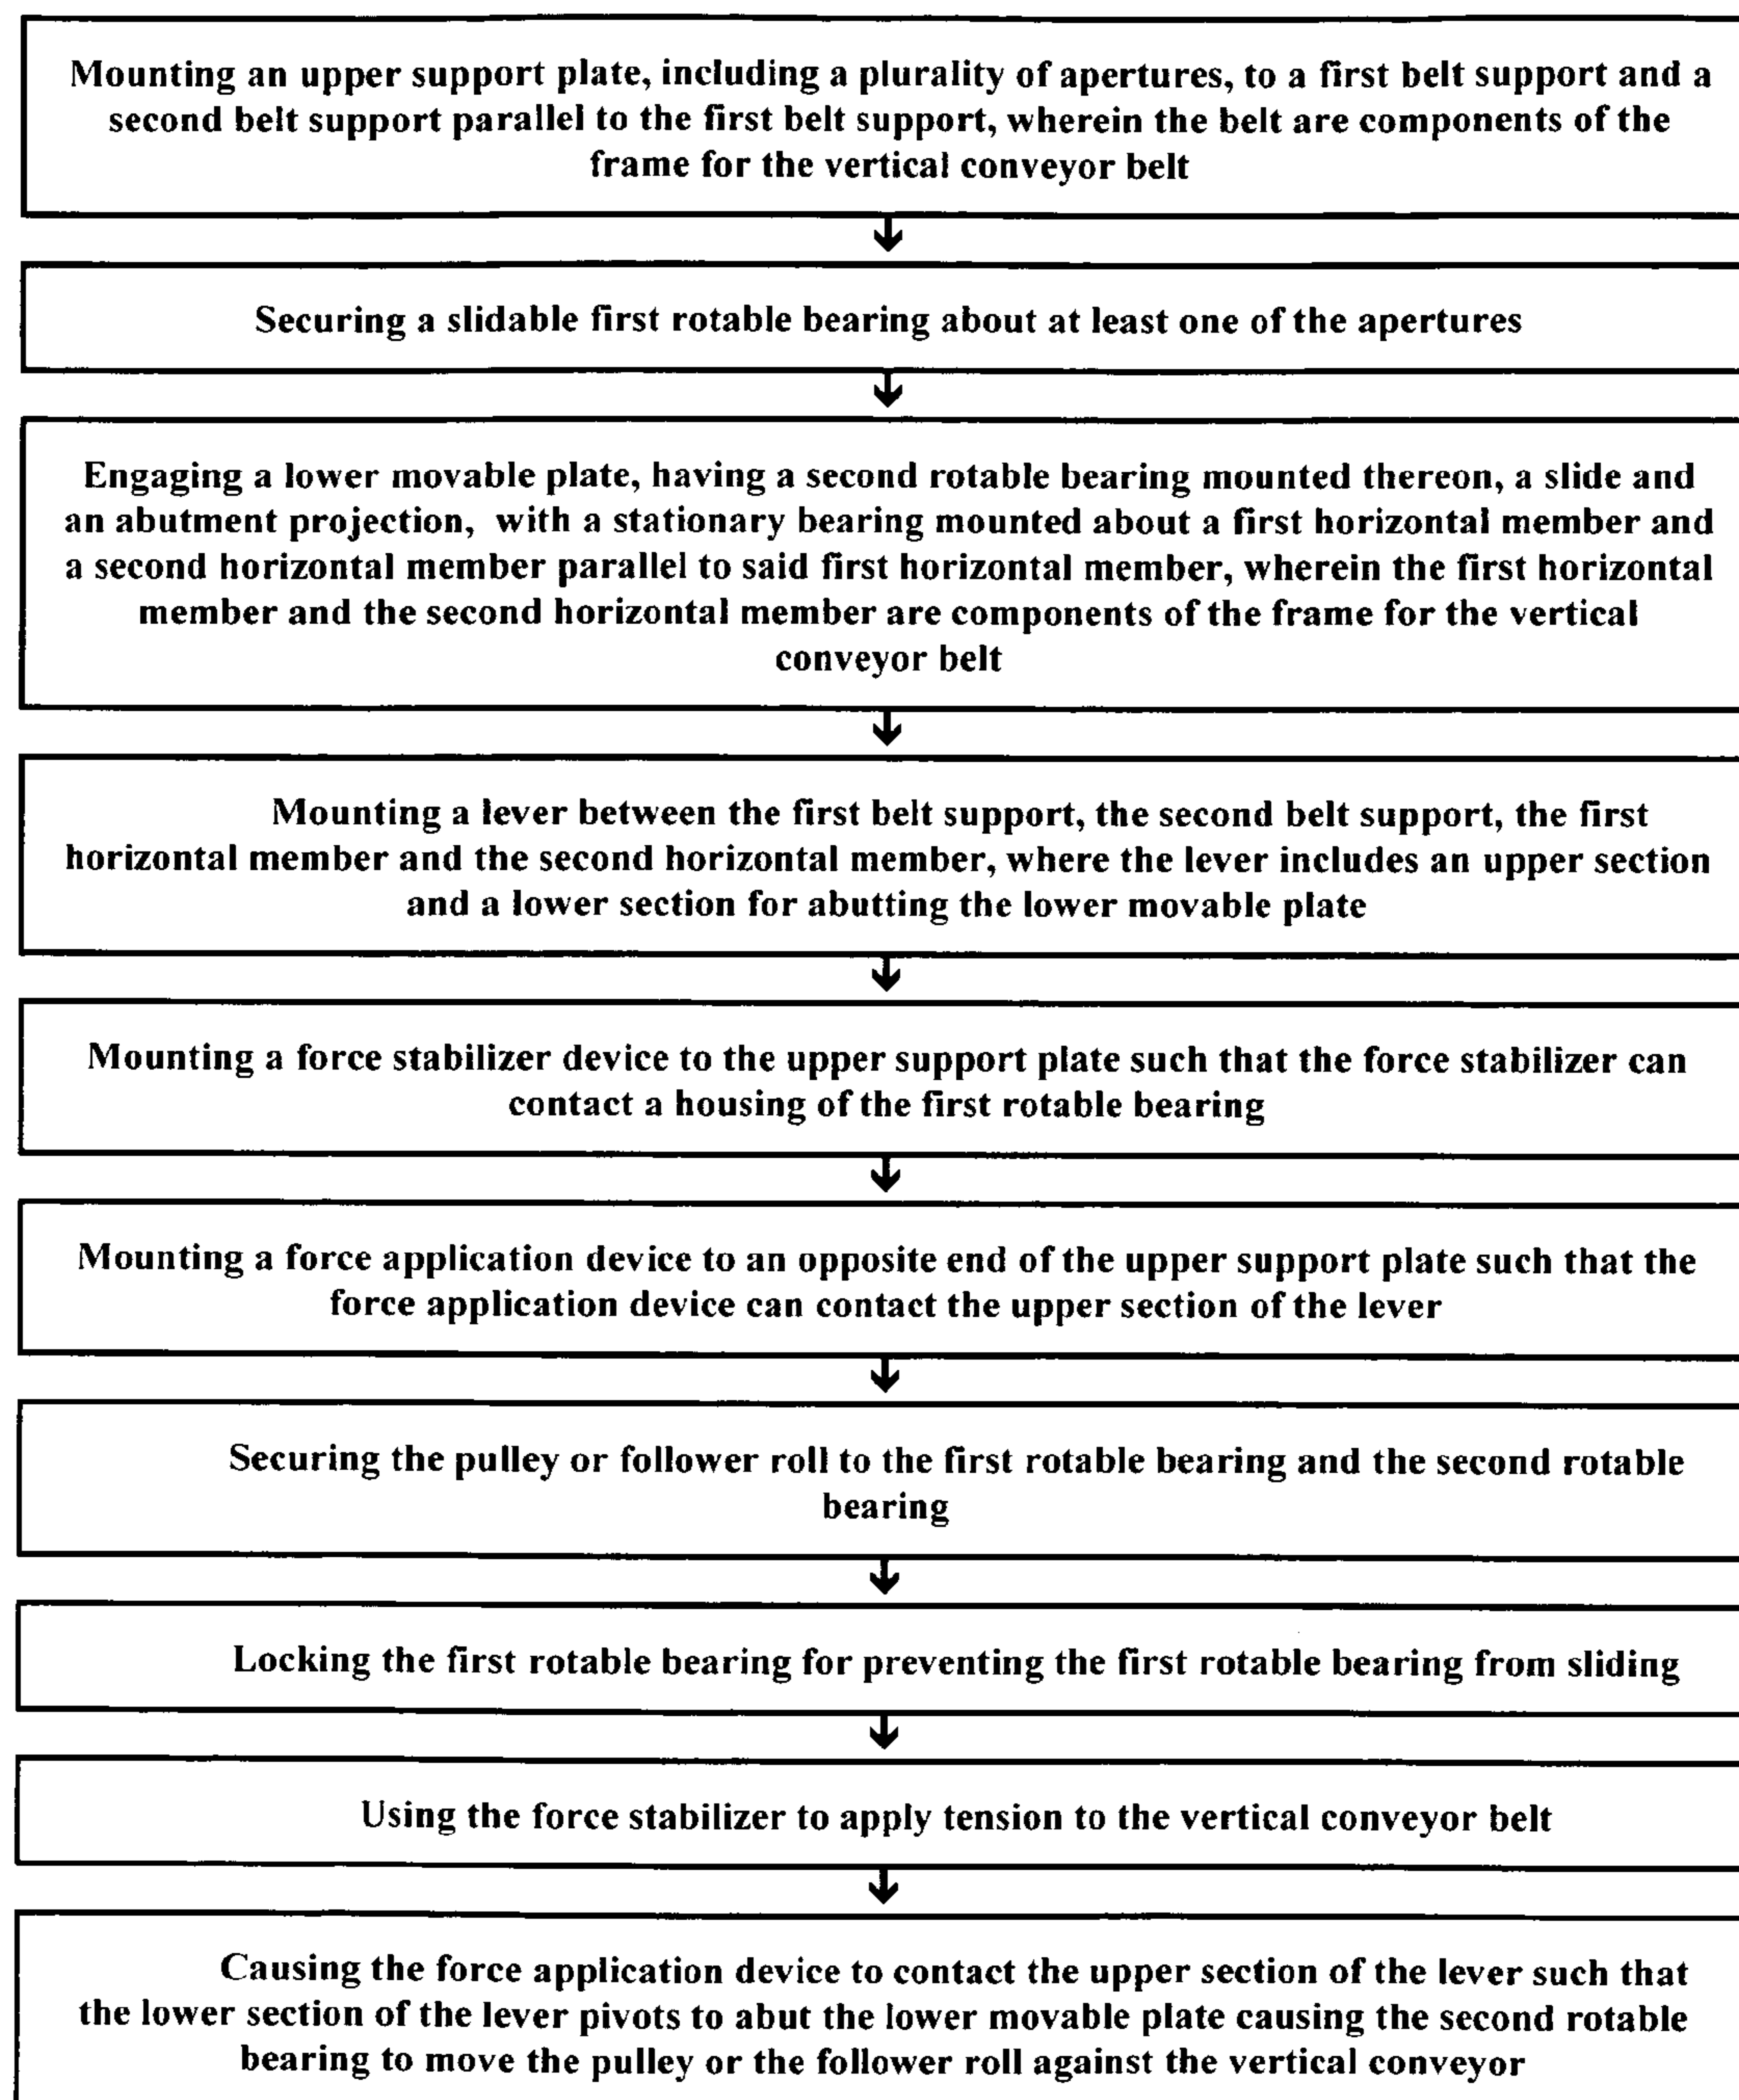 Mounting an upper support plate, including a plurality of apertures, to a first belt support and a
second belt support parallel to the first belt support, wherein the belt are components of the
frame for the vertical conveyor belt
Securing a slidable first rotable bearing about at least one of the apertures
Engaging a lower movable plate, having a second rotable bearing mounted thereon, a slide and
an abutment projection, with a stationary bearing mounted about a first horizontal member and
a second horizontal member parallel to said first horizontal member, wherein the first horizontal
member and the second horizontal member are components of the frame for the vertical
conveyor belt
Mounting a lever between the first belt support, the second belt support, the first
horizontal member and the second horizontal member, where the lever includes an upper section
and a lower section for abutting the lower movable plate
Mounting a force stabilizer device to the upper support plate such that the force stabilizer can
contact a housing of the first rotable bearing
Mounting a force application device to an opposite end of the upper support plate such that the
force application device can contact the upper section of the lever
Securing the pulley or follower roll to the first rotable bearing and the second rotable
bearing
Locking the first rotable bearing for preventing the first rotable bearing from sliding
Using the force stabilizer to apply tension to the vertical conveyor belt
Causing the force application device to contact the upper section of the lever such that
the lower section of the lever pivots to abut the lower movable plate causing the second rotable
bearing to move the pulley or the follower roll against the vertical conveyor